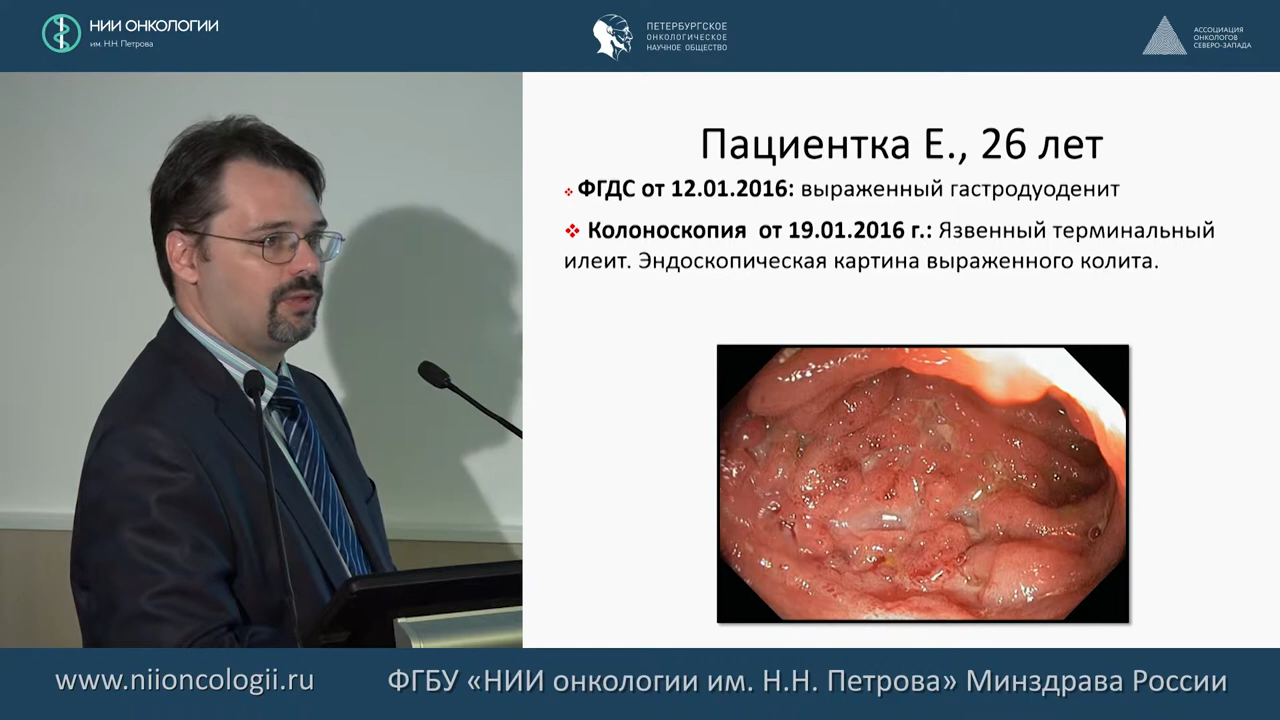 НИИ ОНКОЛОГИИ
им. Н.Н. Петрова
ПЕТЕРБУРГСКОЕ
ОНКОЛОГИЧЕСКОЕ
НАУЧНОЕ ОБЩЕСТВО
АССОЦИАЦИЯ
ОНКОЛОГОВ
СЕВЕРО-ЗАПАДА
Пациентка Е., 26 лет
ФГДС от 12.01.2016: выраженный гастродуоденит
Колоноскопия от 19.01.2016 г.: Язвенный терминальный
илеит. Эндоскопическая картина выраженного колита.
www.niioncologii.ru
ФГБУ «НИИ онкологии им. Н.Н. Петрова» Минздрава России